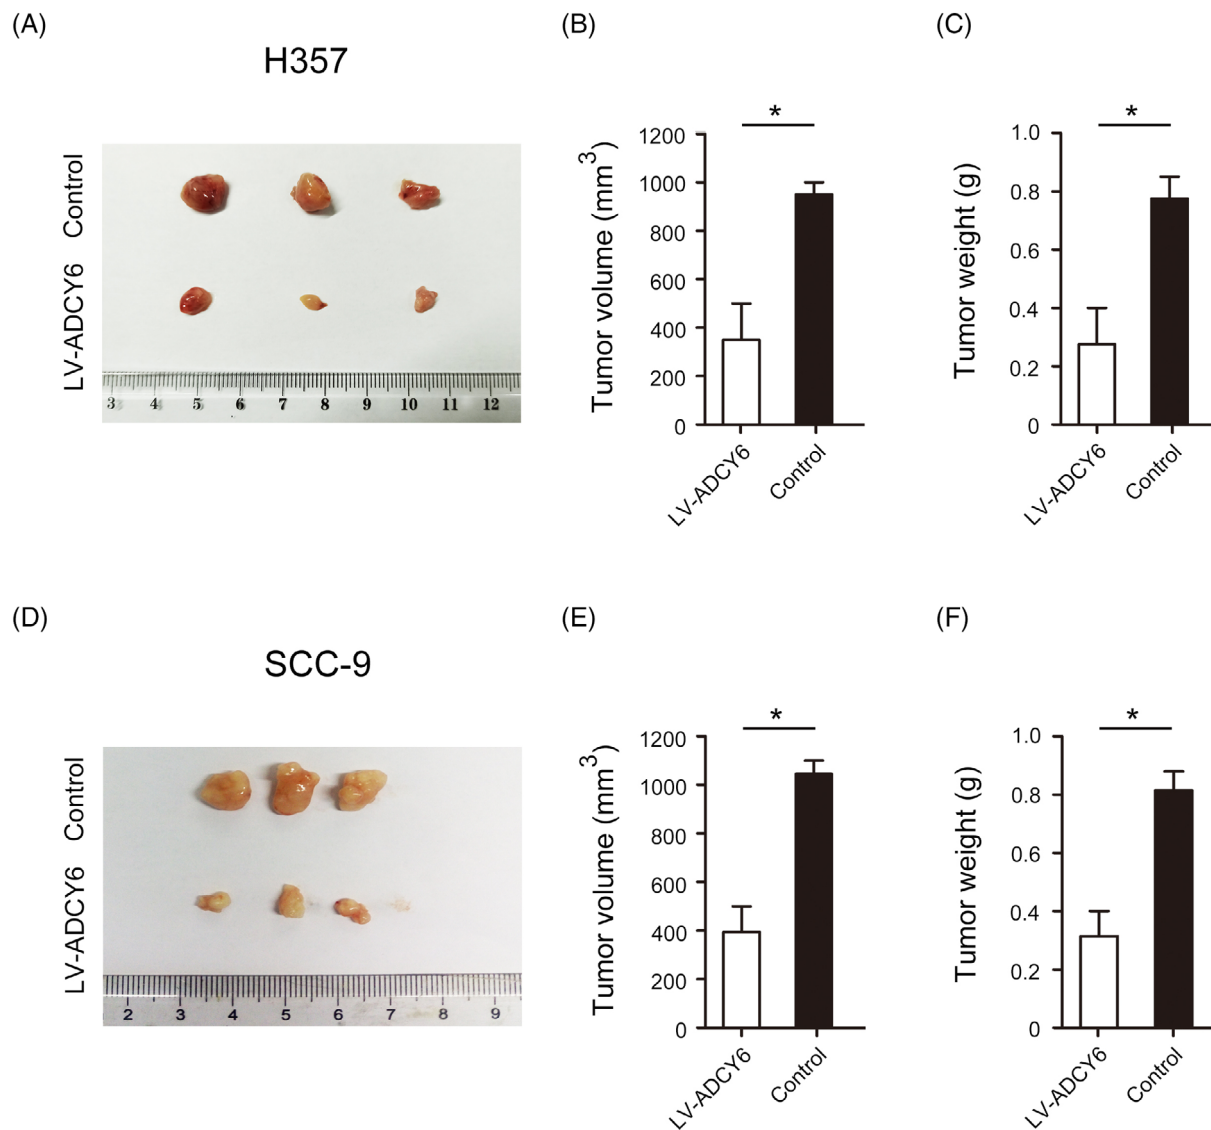 (A)
H357
Control
LV-ADCY6
3 4 5 6 7 8 9 10 11 12
(B)
*
Tumor volume (mm3)
1200
1000
800
600
400
200
0
LV-ADCY6
Control
(C)
*
Tumor weight (g)
1.0
0.8
0.6
0.4
0.2
0
LV-ADCY6
Control
(D)
SCC-9
Control
LV-ADCY6
2 3 4 5 6 7 8 9
(E)
*
Tumor volume (mm3)
1200
1000
800
600
400
200
0
LV-ADCY6
Control
(F)
*
Tumor weight (g)
1.0
0.8
0.6
0.4
0.2
0
LV-ADCY6
Control